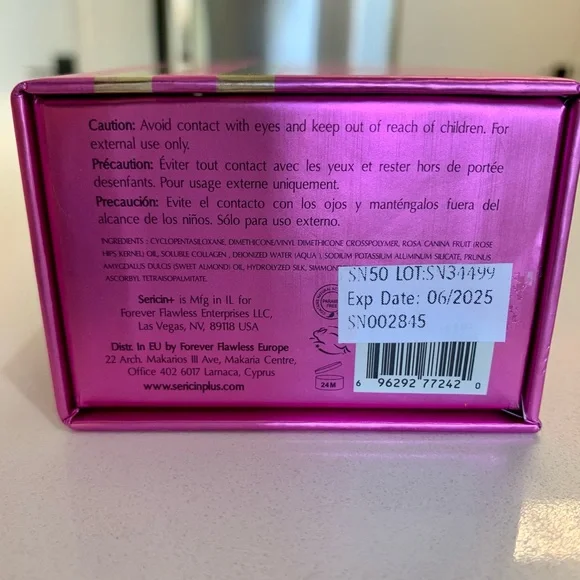 Caution: Avoid contact with eyes and keep out of reach of children. For
external use only.
Précaution: Éviter tout contact avec les yeux et rester hors de portée
desenfants. Pour usage externe uniquement.
Precaución: Evite el contacto con los ojos y manténgalos fuera del
alcance de los niños. Sólo para uso externo.
INGREDIENTS : CYCLOPENTASILOXANE, DIMETHICONE/VINYL DIMETHICONE CROSSPOLYMER, ROSA CANINA FRUIT (ROSE
HIPS KERNEL) OIL, SOLUBLE COLLAGEN , DEIONIZED WATER (AQUA ), SODIUM POTASSIUM ALUMINUM SILICATE, PRUNUS
AMYGDALUS DULCIS (SWEET ALMOND) OIL, HYDROLYZED SILK,
ASCORBYL TETRAISOPALMITATE.
Sericin+ is Mfg in IL for
Forever Flawless Enterprises LLC,
Las Vegas, NV, 89118 USA
Distr. In EU by Forever Flawless Europe
22 Arch. Makarios III Ave, Makaria Centre,
Office 402 6017 Larnaca, Cyprus
www.sericinplus.com
24M
SN50 LOT:SN34499
Exp Date: 06/2025
SN002845
6 96292 77242 0